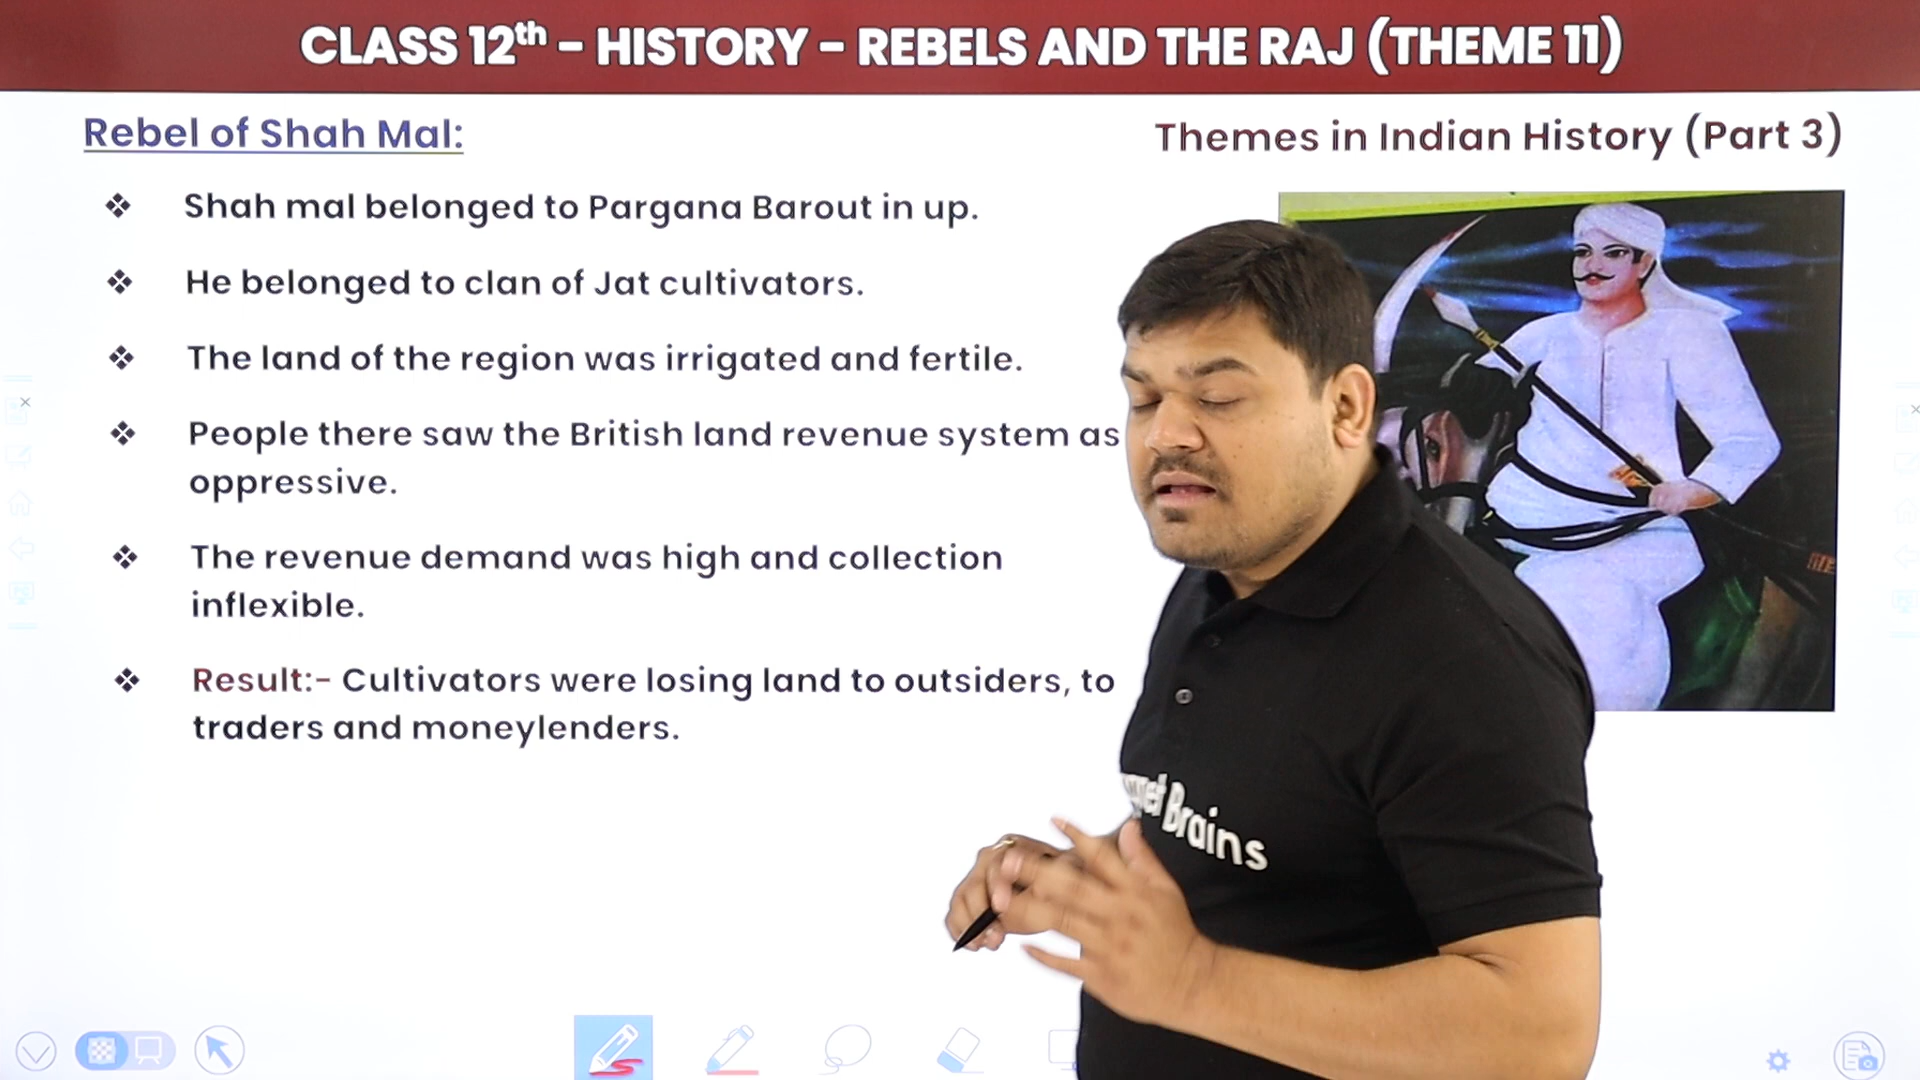 CLASS 12th – HISTORY – REBELS AND THE RAJ (THEME 11)
Rebel of Shah Mal:
Themes in Indian History (Part 3)
❖ Shah mal belonged to Pargana Barout in up.
❖ He belonged to clan of Jat cultivators.
❖ The land of the region was irrigated and fertile.
❖ People there saw the British land revenue system as
oppressive.
❖ The revenue demand was high and collection
inflexible.
❖ Result:- Cultivators were losing land to outsiders, to
traders and moneylenders.
Brains